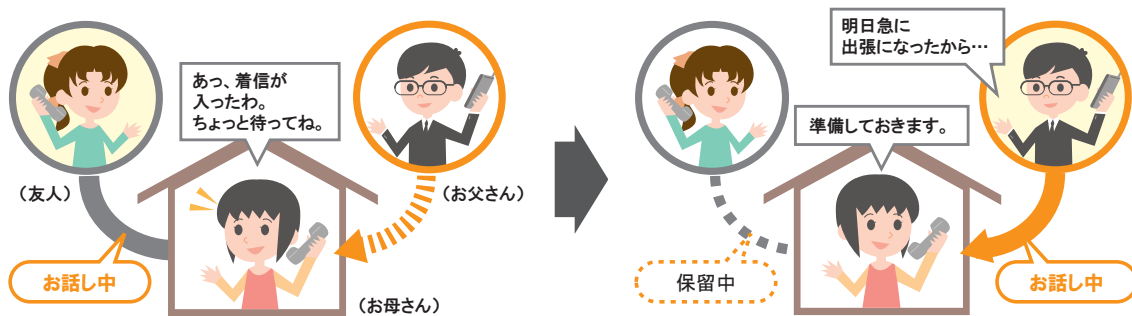 あっ、着信が
入ったわ。
ちょっと待ってね。
（友人）
（お父さん）
お話し中
（お母さん）
明日急に
出張になったから…
準備しておきます。
保留中
お話し中